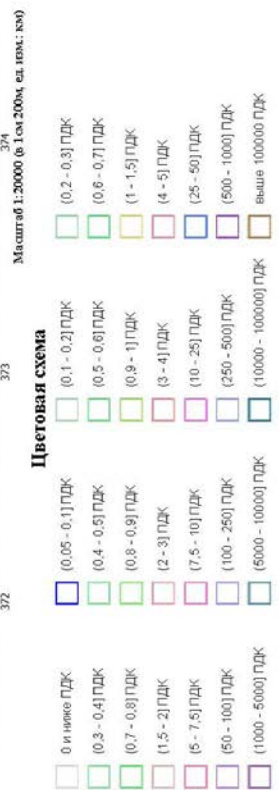 372 373 374
Масштаб 1:20000 (в 1см 200м, ед. изм.: км)
Цветовая схема
0 и ниже ПДК (0,05 - 0,1] ПДК (0,1 - 0,2] ПДК (0,2 - 0,3] ПДК
(0,3 - 0,4] ПДК (0,4 - 0,5] ПДК (0,5 - 0,6] ПДК (0,6 - 0,7] ПДК
(0,7 - 0,8] ПДК (0,8 - 0,9] ПДК (0,9 - 1] ПДК (1 - 1,5] ПДК
(1,5 - 2] ПДК (2 - 3] ПДК (3 - 4] ПДК (4 - 5] ПДК
(5 - 7,5] ПДК (7,5 - 10] ПДК (10 - 25] ПДК (25 - 50] ПДК
(50 - 100] ПДК (100 - 250] ПДК (250 - 500] ПДК (500 - 1000] ПДК
(1000 - 5000] ПДК (5000 - 10000] ПДК (10000 - 100000] ПДК выше 100000 ПДК